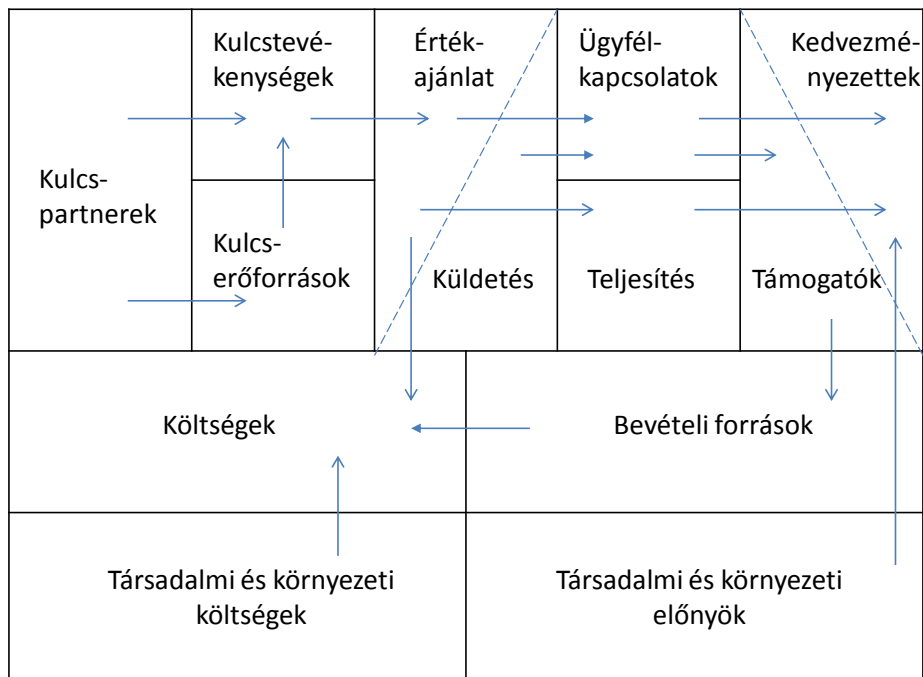 Kulcs-
partnerek
Kulcstevé-
kenységek
Kulcs-
erőforrások
Érték-
ajánlat
Küldetés
Ügyfél-
kapcsolatok
Teljesítés
Kedvezmé-
nyezettek
Támogatók
Költségek
Bevételi források
Társadalmi és környezeti
költségek
Társadalmi és környezeti
előnyök